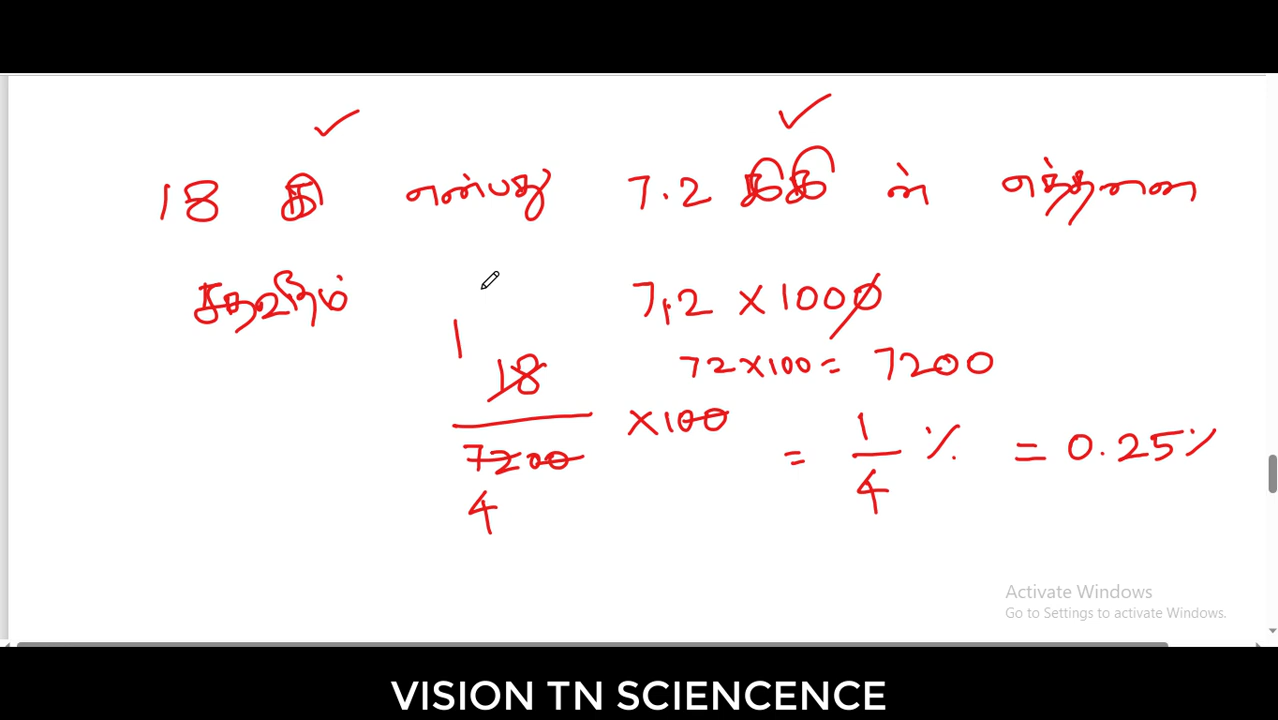 18 கி என்பது 7.2 கிகி ன் எத்தனை
சதவீதம் 7.2 × 1000
1
18 72×100= 7200
×100
7200 = 1/4 % = 0.25%
4
Activate Windows
Go to Settings to activate Windows.
VISION TN SCIENCENCE